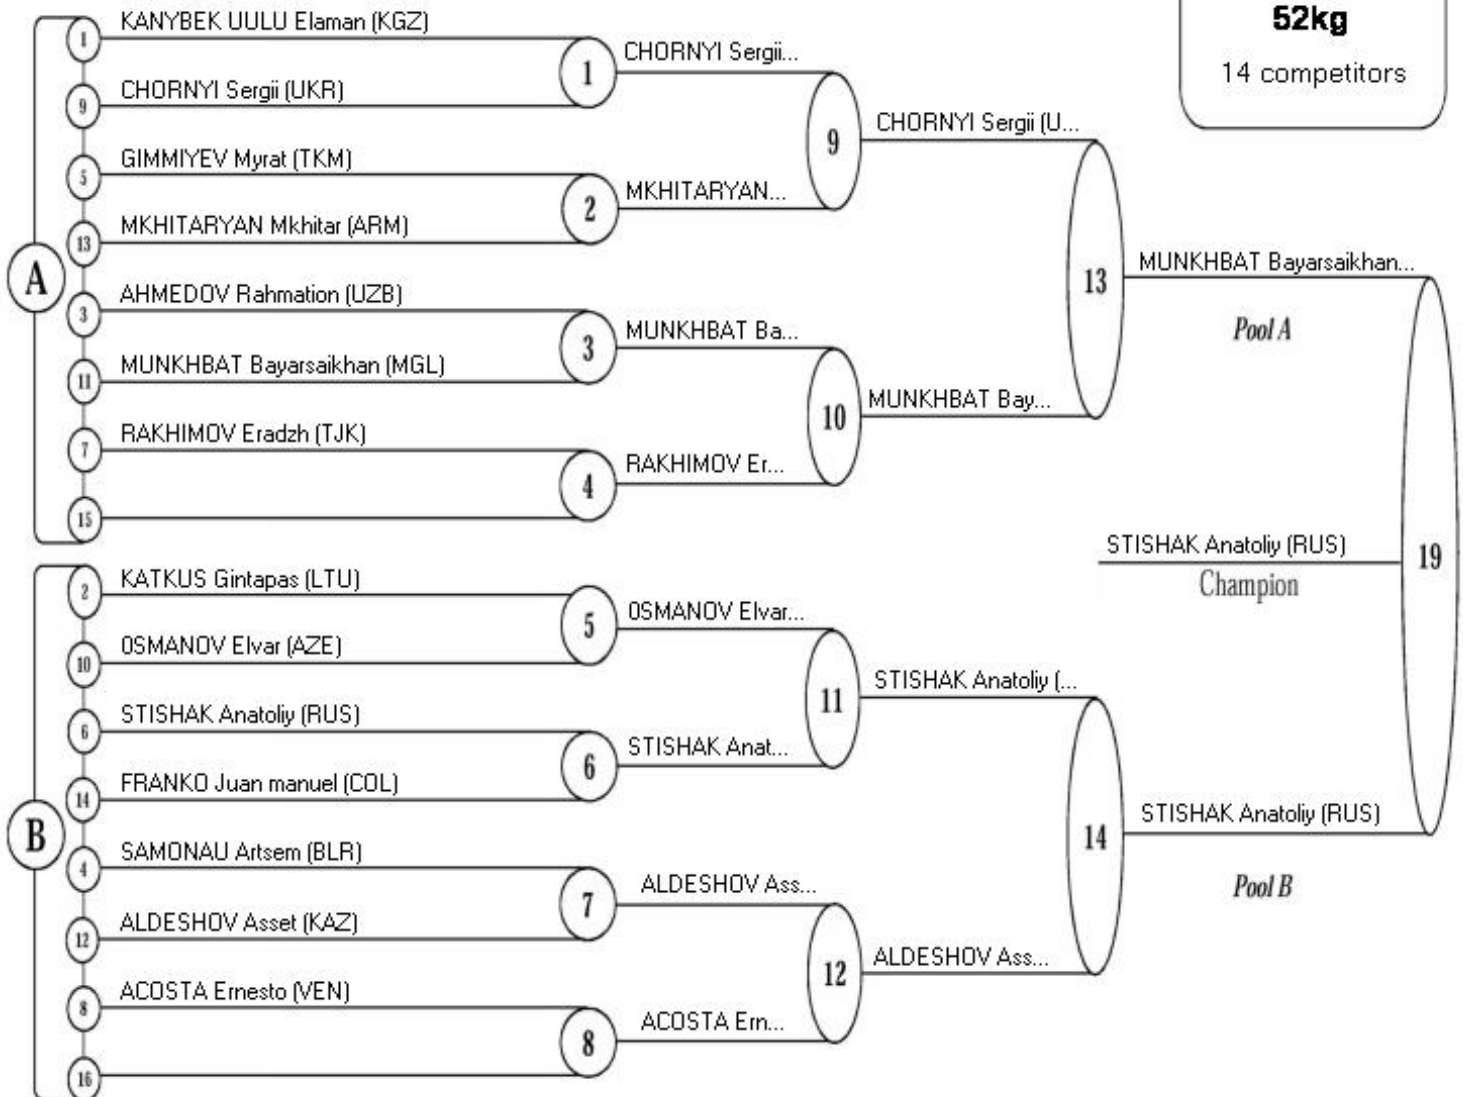 52kg
14 competitors
A
1 KANYBEK UULU Elaman (KGZ)
9 CHORNYI Sergii (UKR)
5 GIMMIYEV Myrat (TKM)
13 MKHITARYAN Mkhitar (ARM)
3 AHMEDOV Rahmation (UZB)
11 MUNKHBAT Bayarsaikhan (MGL)
7 RAKHIMOV Eradzh (TJK)
15
B
2 KATKUS Gintapas (LTU)
10 OSMANOV Elvar (AZE)
6 STISHAK Anatoliy (RUS)
14 FRANKO Juan manuel (COL)
4 SAMONAU Artsem (BLR)
12 ALDESHOV Asset (KAZ)
8 ACOSTA Ernesto (VEN)
16
1 CHORNYI Sergii...
2 MKHITARYAN...
3 MUNKHBAT Ba...
4 RAKHIMOV Er...
5 OSMANOV Elvar...
6 STISHAK Anat...
7 ALDESHOV Ass...
8 ACOSTA Ern...
9 CHORNYI Sergii (U...
10 MUNKHBAT Bay...
11 STISHAK Anatoliy (...
12 ALDESHOV Ass...
13 MUNKHBAT Bayarsaikhan...
Pool A
14 STISHAK Anatoliy (RUS)
Pool B
19 STISHAK Anatoliy (RUS)
Champion